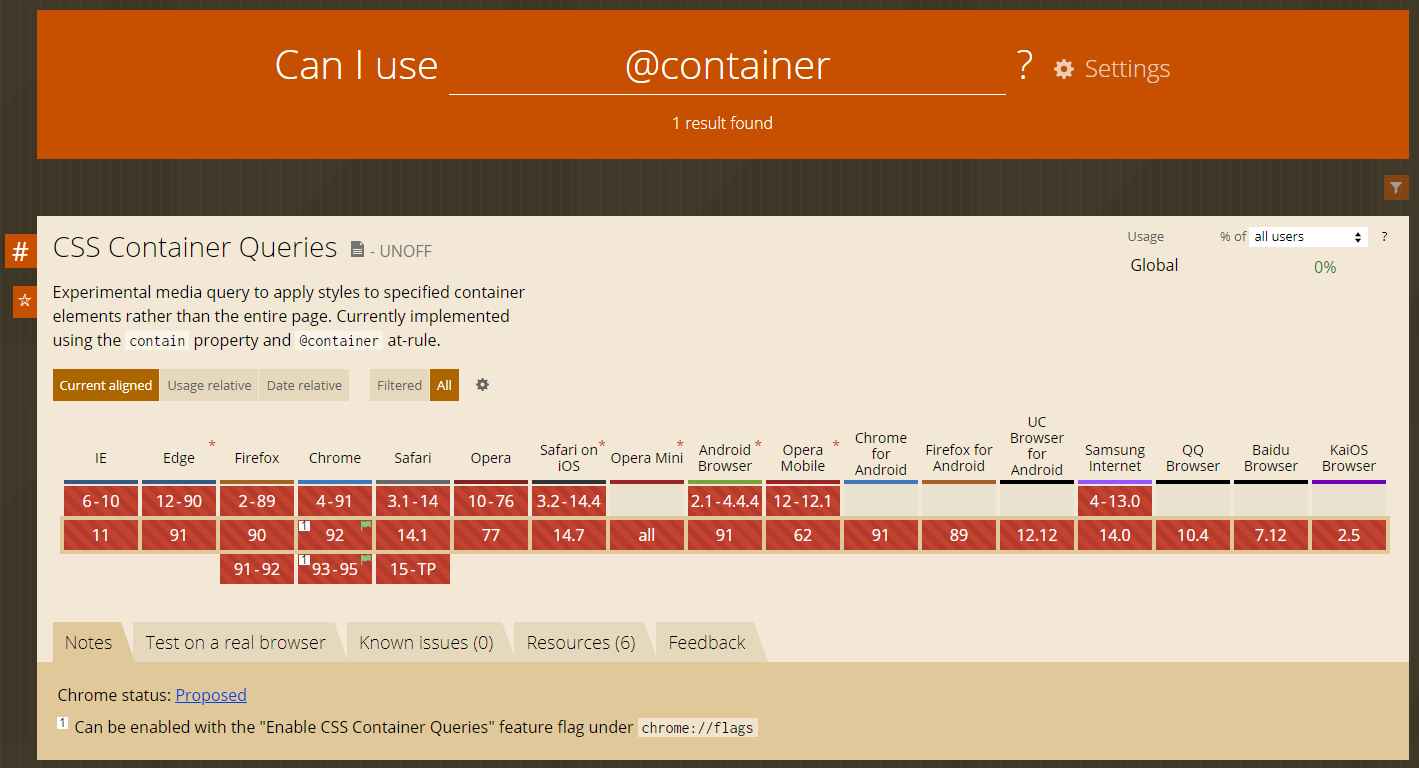 Can I use @container ? Settings
1 result found
#
CSS Container Queries - UNOFF
Usage % of all users ?
Global 0%
Experimental media query to apply styles to specified container
elements rather than the entire page. Currently implemented
using the contain property and @container at-rule.
Current aligned Usage relative Date relative Filtered All
IE Edge * Firefox Chrome Safari Opera Safari on iOS * Opera Mini * Android Browser * Opera Mobile * Chrome for Android Firefox for Android UC Browser for Android Samsung Internet QQ Browser Baidu Browser KaiOS Browser
6-10 12-90 2-89 4-91 3.1-14 10-76 3.2-14.4 2.1-4.4.4 12-12.1 4-13.0
11 91 90 1 92 14.1 77 14.7 all 91 62 91 89 12.12 14.0 10.4 7.12 2.5
91-92 1 93-95 15-TP
Notes Test on a real browser Known issues (0) Resources (6) Feedback
Chrome status: Proposed
1 Can be enabled with the "Enable CSS Container Queries" feature flag under chrome://flags